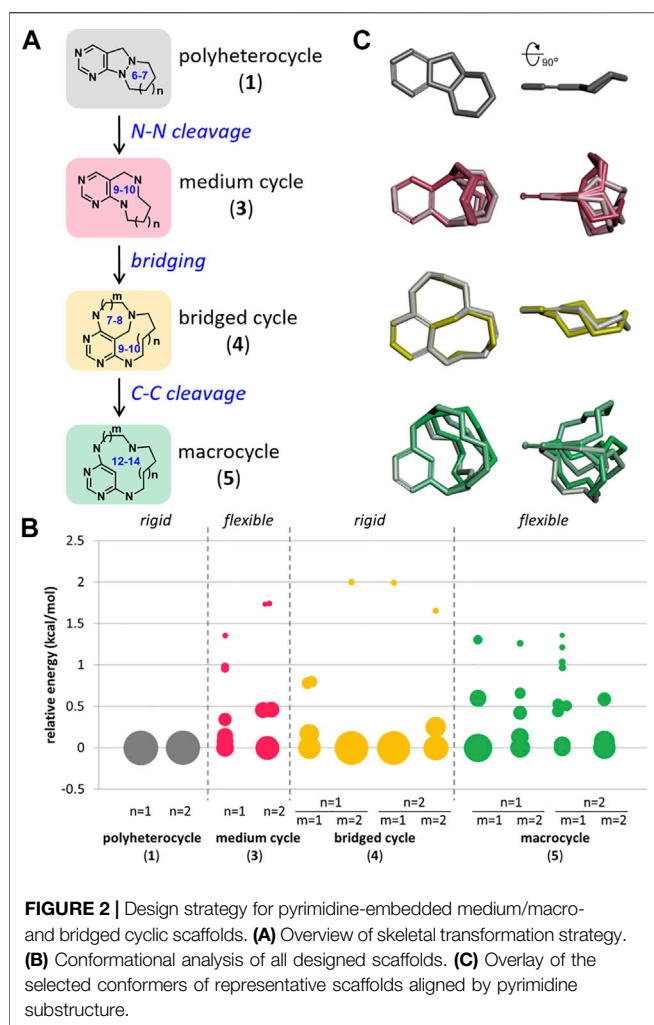 A
polyheterocycle
(1)
N
N
N
N
6-7
n
N-N cleavage
medium cycle
(3)
N
N
N
N
9-10
n
bridging
bridged cycle
(4)
m
N
N
7-8
N
N
N
9-10
n
C-C cleavage
macrocycle
(5)
m
N
N
12-14
N
N
N
n
C
90º
B
rigid flexible rigid flexible
relative energy (kcal/mol)
2.5
2
1.5
1
0.5
0
-0.5
n=1 n=2 n=1 n=2 n=1 n=2 n=1 n=2
m=1 m=2 m=1 m=2 m=1 m=2 m=1 m=2
polyheterocycle medium cycle bridged cycle macrocycle
(1) (3) (4) (5)
FIGURE 2 | Design strategy for pyrimidine-embedded medium/macro-
and bridged cyclic scaffolds. (A) Overview of skeletal transformation strategy.
(B) Conformational analysis of all designed scaffolds. (C) Overlay of the
selected conformers of representative scaffolds aligned by pyrimidine
substructure.